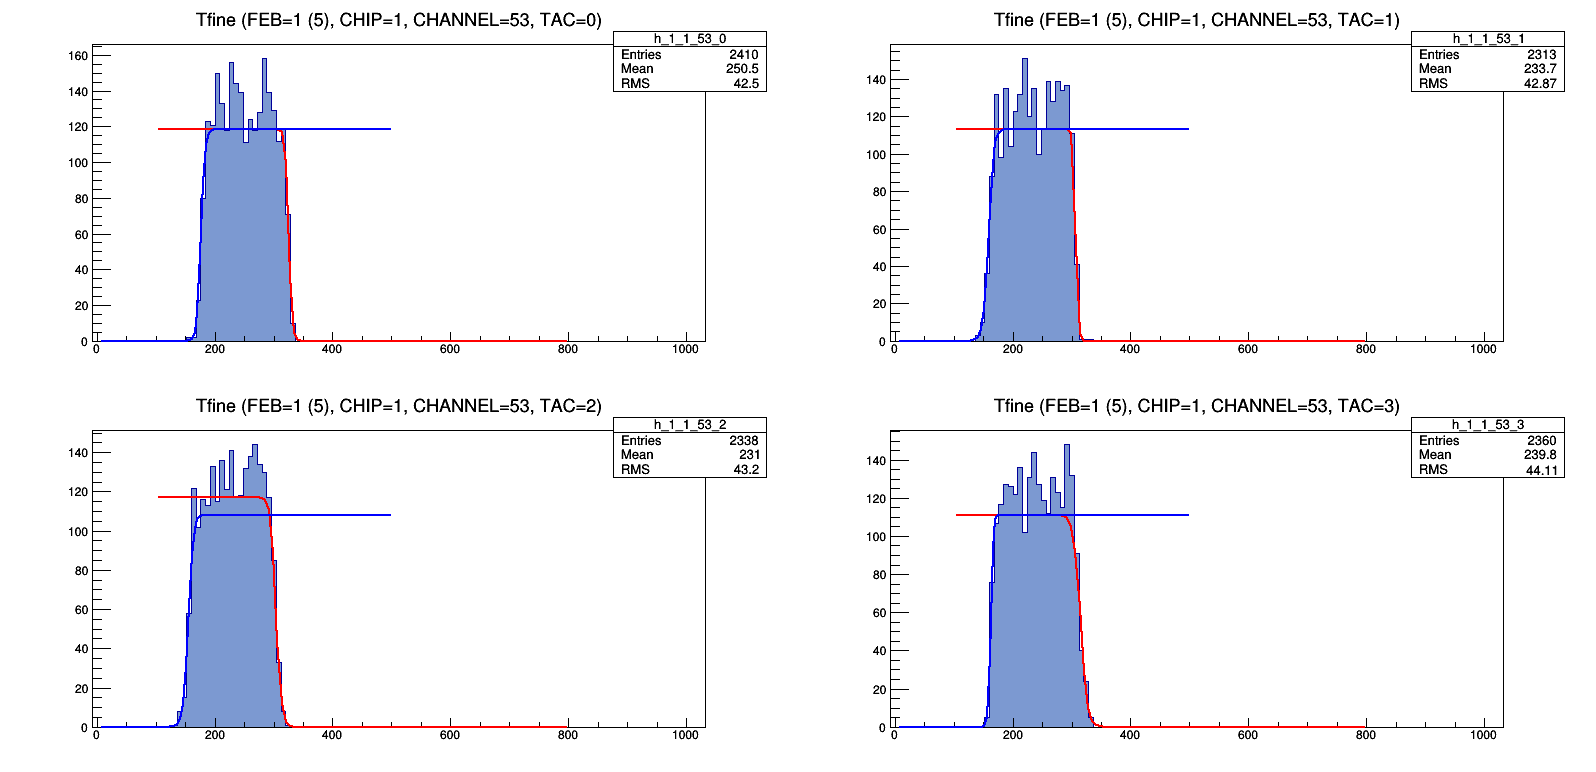 Tfine (FEB=1 (5), CHIP=1, CHANNEL=53, TAC=0)
h_1_1_53_0
Entries 2410
Mean 250.5
RMS 42.5
160
140
120
100
80
60
40
20
0
0 200 400 600 800 1000
Tfine (FEB=1 (5), CHIP=1, CHANNEL=53, TAC=1)
h_1_1_53_1
Entries 2313
Mean 233.7
RMS 42.87
140
120
100
80
60
40
20
0
0 200 400 600 800 1000
Tfine (FEB=1 (5), CHIP=1, CHANNEL=53, TAC=2)
h_1_1_53_2
Entries 2338
Mean 231
RMS 43.2
140
120
100
80
60
40
20
0
0 200 400 600 800 1000
Tfine (FEB=1 (5), CHIP=1, CHANNEL=53, TAC=3)
h_1_1_53_3
Entries 2360
Mean 239.8
RMS 44.11
140
120
100
80
60
40
20
0
0 200 400 600 800 1000